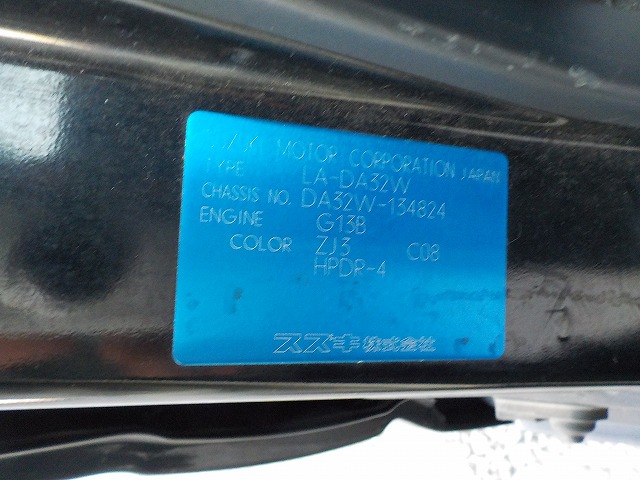 SUZUKI MOTOR CORPORATION JAPAN
TYPE LA-DA32W
CHASSIS NO. DA32W-134824
ENGINE G13B
COLOR ZJ3 C08
HPDR-4
スズキ株式会社